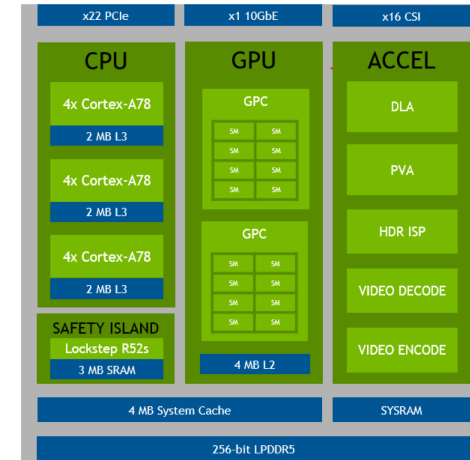 x22 PCIe
x1 10GbE
x16 CSI
CPU
4x Cortex-A78
2 MB L3
4x Cortex-A78
2 MB L3
4x Cortex-A78
2 MB L3
SAFETY ISLAND
Lockstep R52s
3 MB SRAM
GPU
GPC
SM SM
SM SM
SM SM
SM SM
GPC
SM SM
SM SM
SM SM
SM SM
4 MB L2
ACCEL
DLA
PVA
HDR ISP
VIDEO DECODE
VIDEO ENCODE
4 MB System Cache
SYSRAM
256-bit LPDDR5